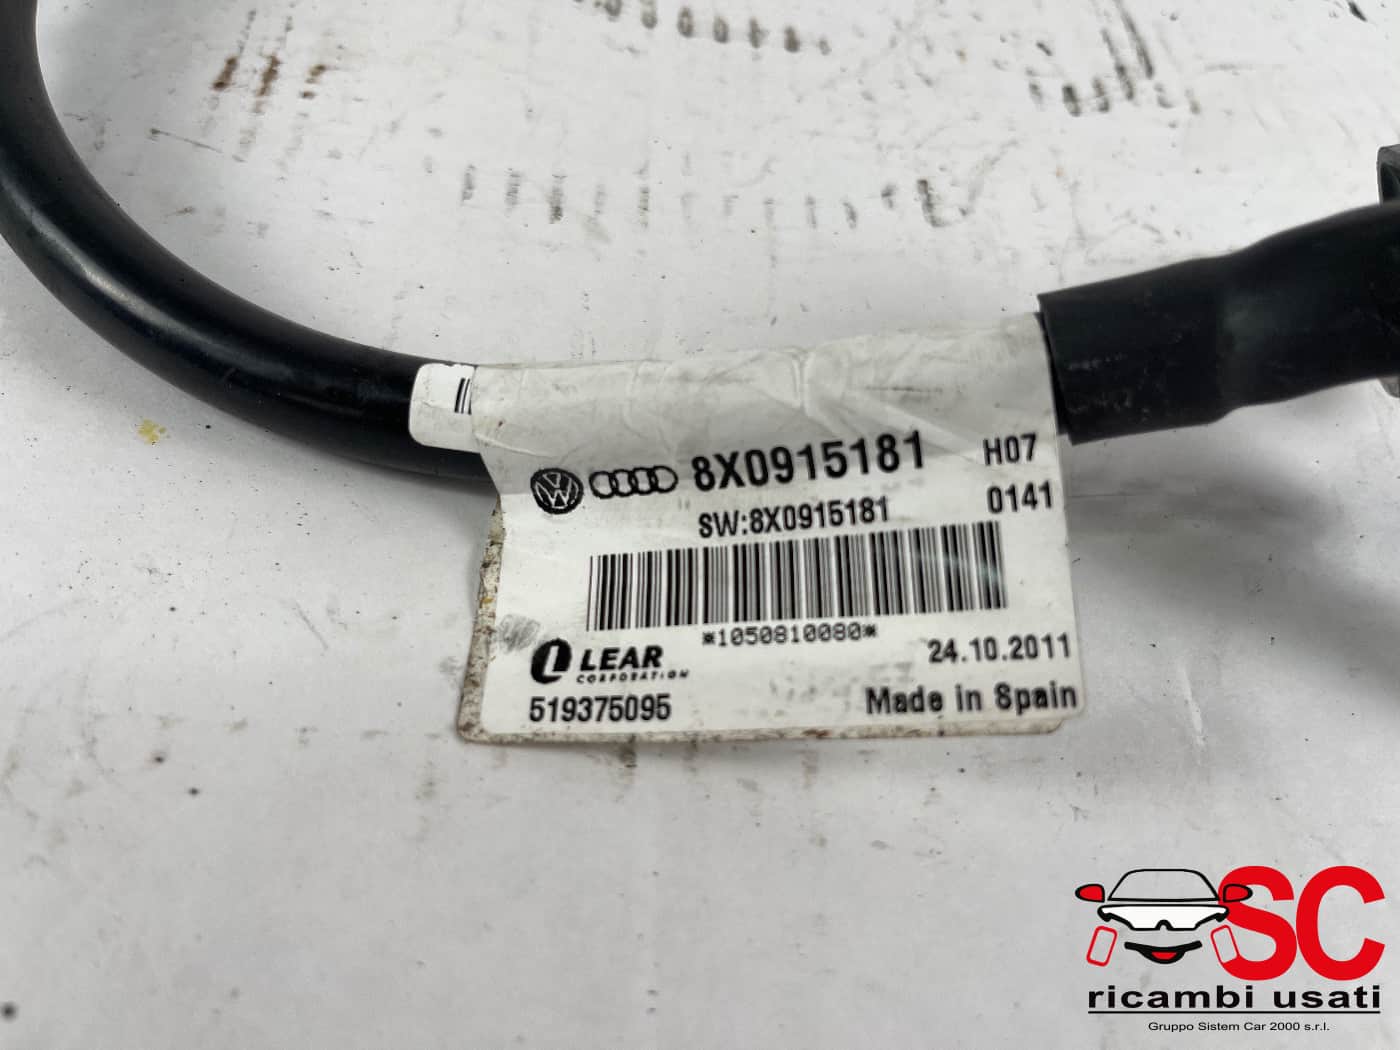 8X0915181 H07
SW:8X0915181 0141
*1050810080*
LEAR 24.10.2011
CORPORATION
519375095 Made in Spain
SC
ricambi usati
Gruppo Sistem Car 2000 s.r.l.